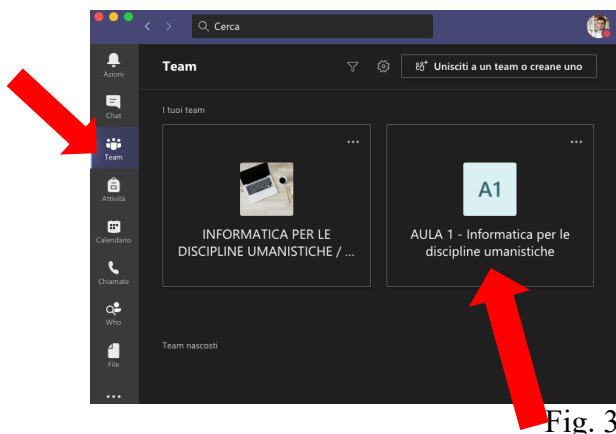 Cerca
Azioni
Team
Unisciti a un team o creane uno
Chat
I tuoi team
Team
Attività
A1
Calendario
INFORMATICA PER LE
DISCIPLINE UMANISTICHE / ...
AULA 1 - Informatica per le
discipline umanistiche
Chiamate
Who
Team nascosti
File
Fig. 3